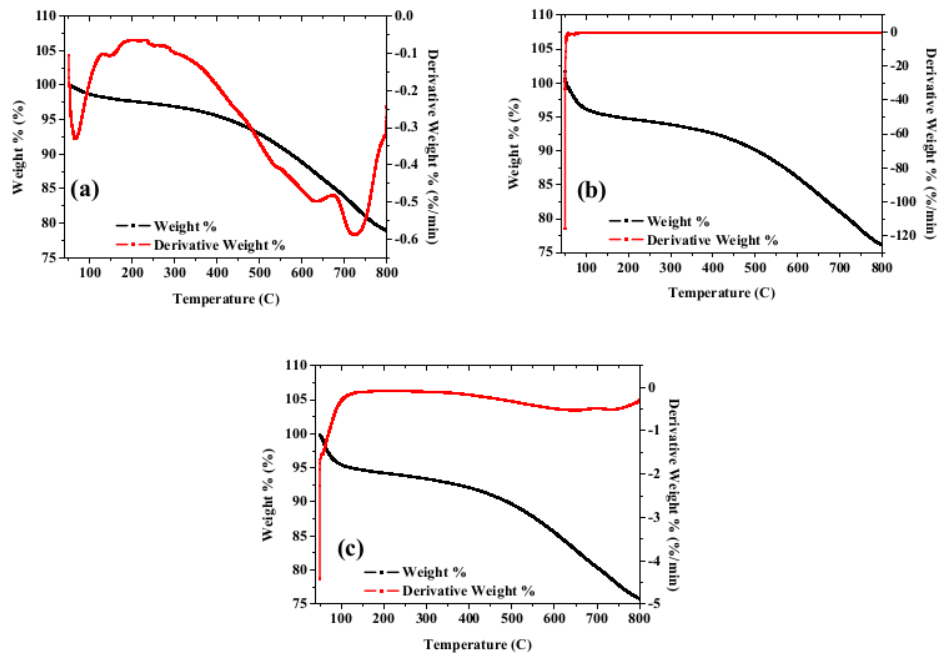 110
105
100
95
90
85
80
75
Weight % (%)
0.0
-0.1
-0.2
-0.3
-0.4
-0.5
-0.6
Derivative Weight % (%/min)
(a)
Weight %
Derivative Weight %
100 200 300 400 500 600 700 800
Temperature (C)
110
105
100
95
90
85
80
75
Weight % (%)
0
-20
-40
-60
-80
-100
-120
Derivative Weight % (%/min)
(b)
Weight %
Derivative Weight %
100 200 300 400 500 600 700 800
Temperature (C)
110
105
100
95
90
85
80
75
Weight % (%)
0
-1
-2
-3
-4
-5
Derivative Weight % (%/min)
(c)
Weight %
Derivative Weight %
100 200 300 400 500 600 700 800
Temperature (C)